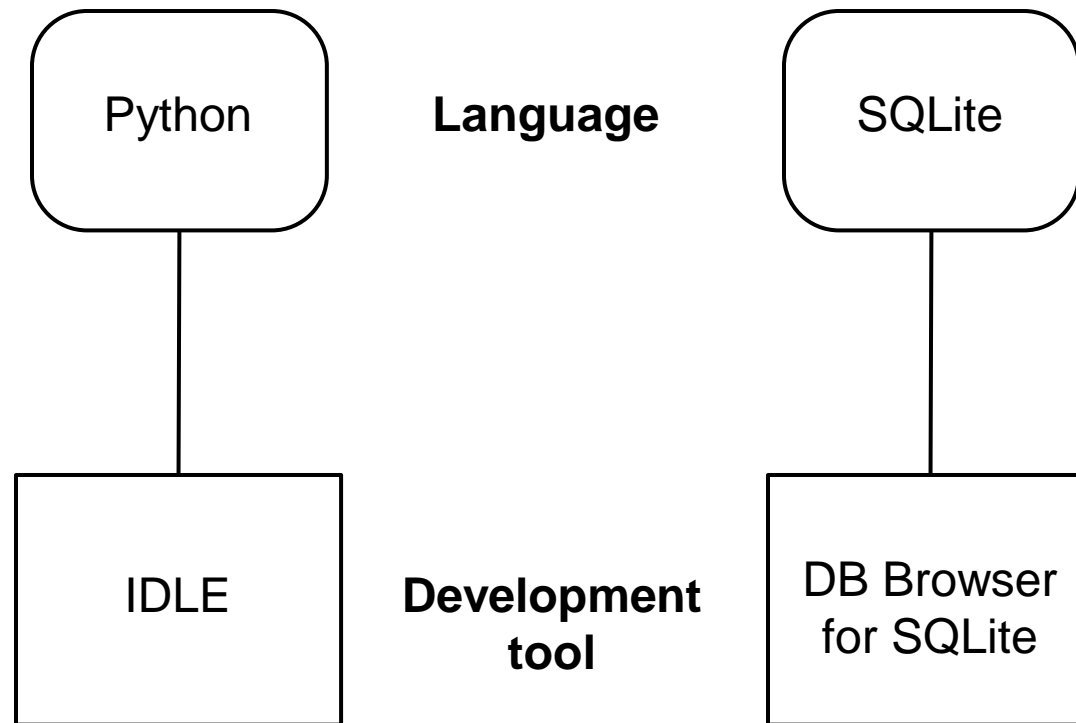 Python
Language
SQLite
IDLE
Development
tool
DB Browser
for SQLite